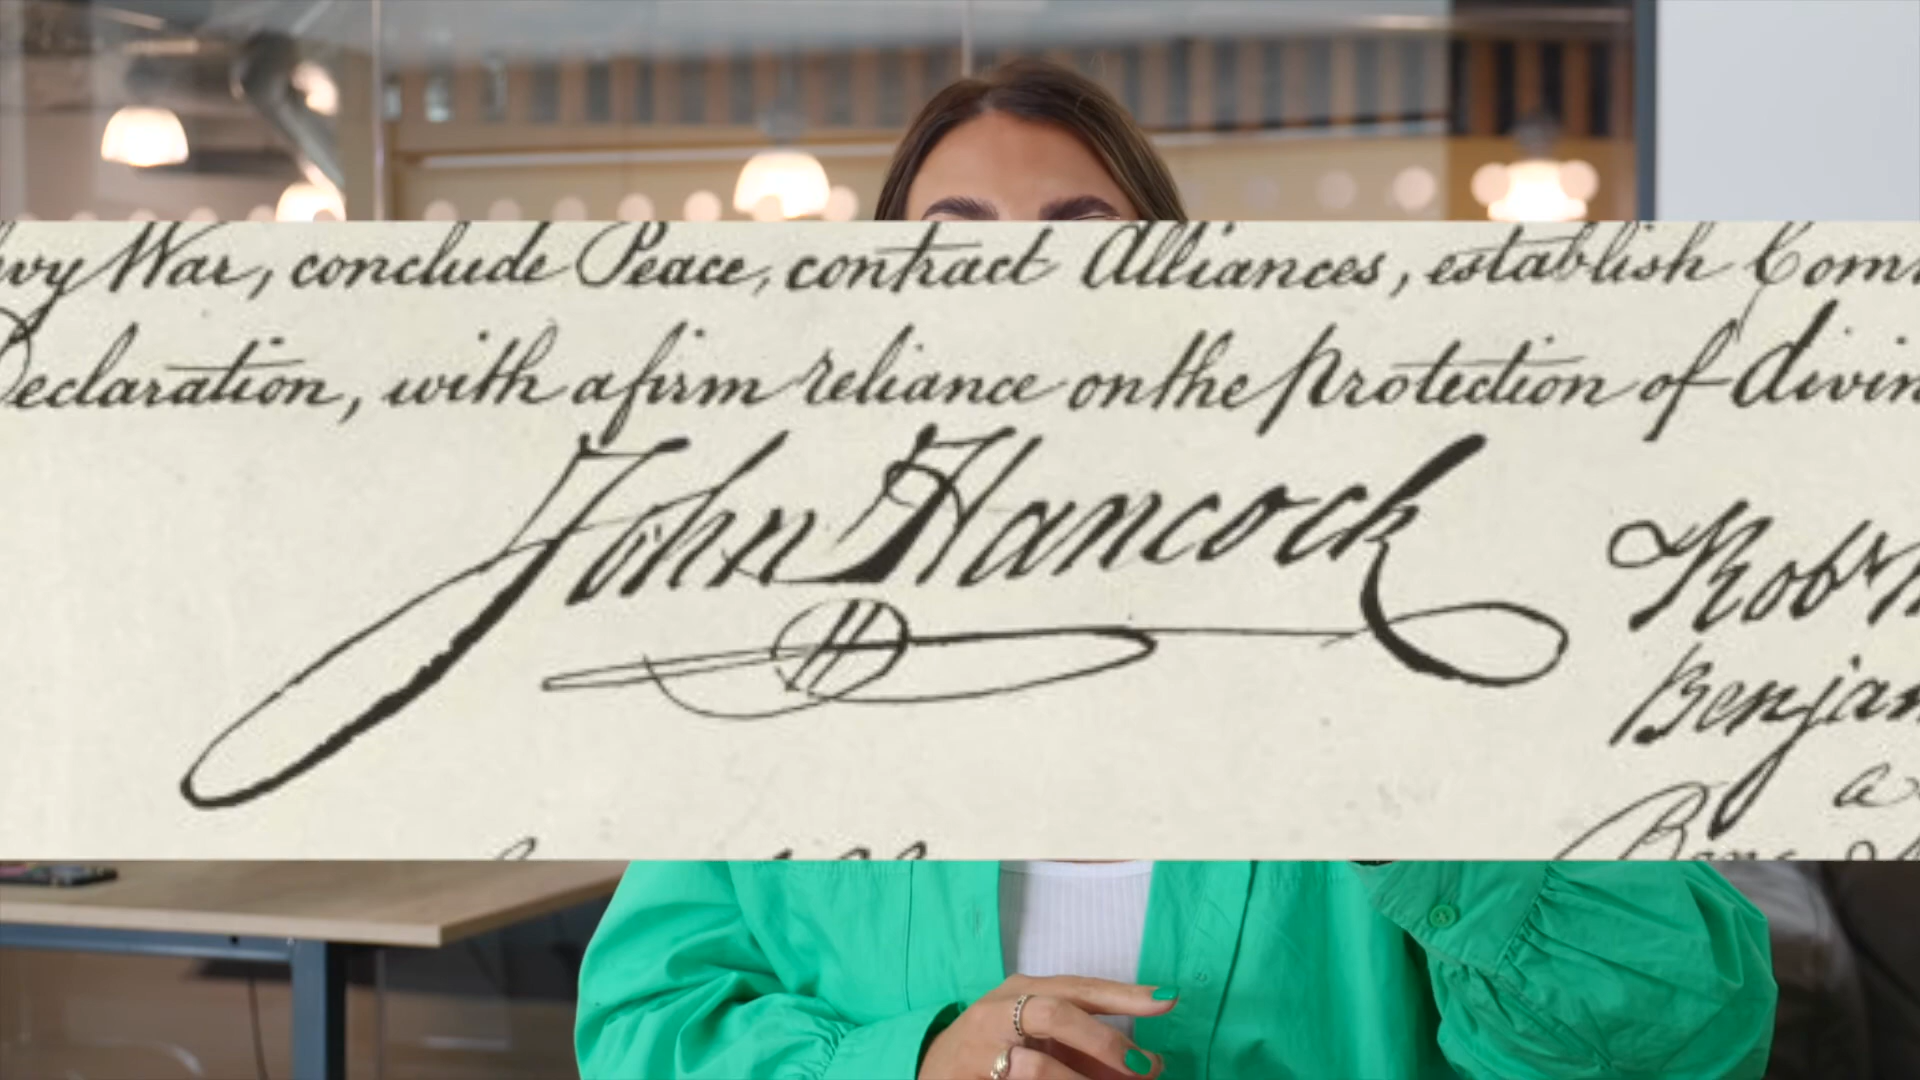 War, conclude Peace, contract Alliances, establish
Declaration, with a firm reliance on the Protection of
John Hancock